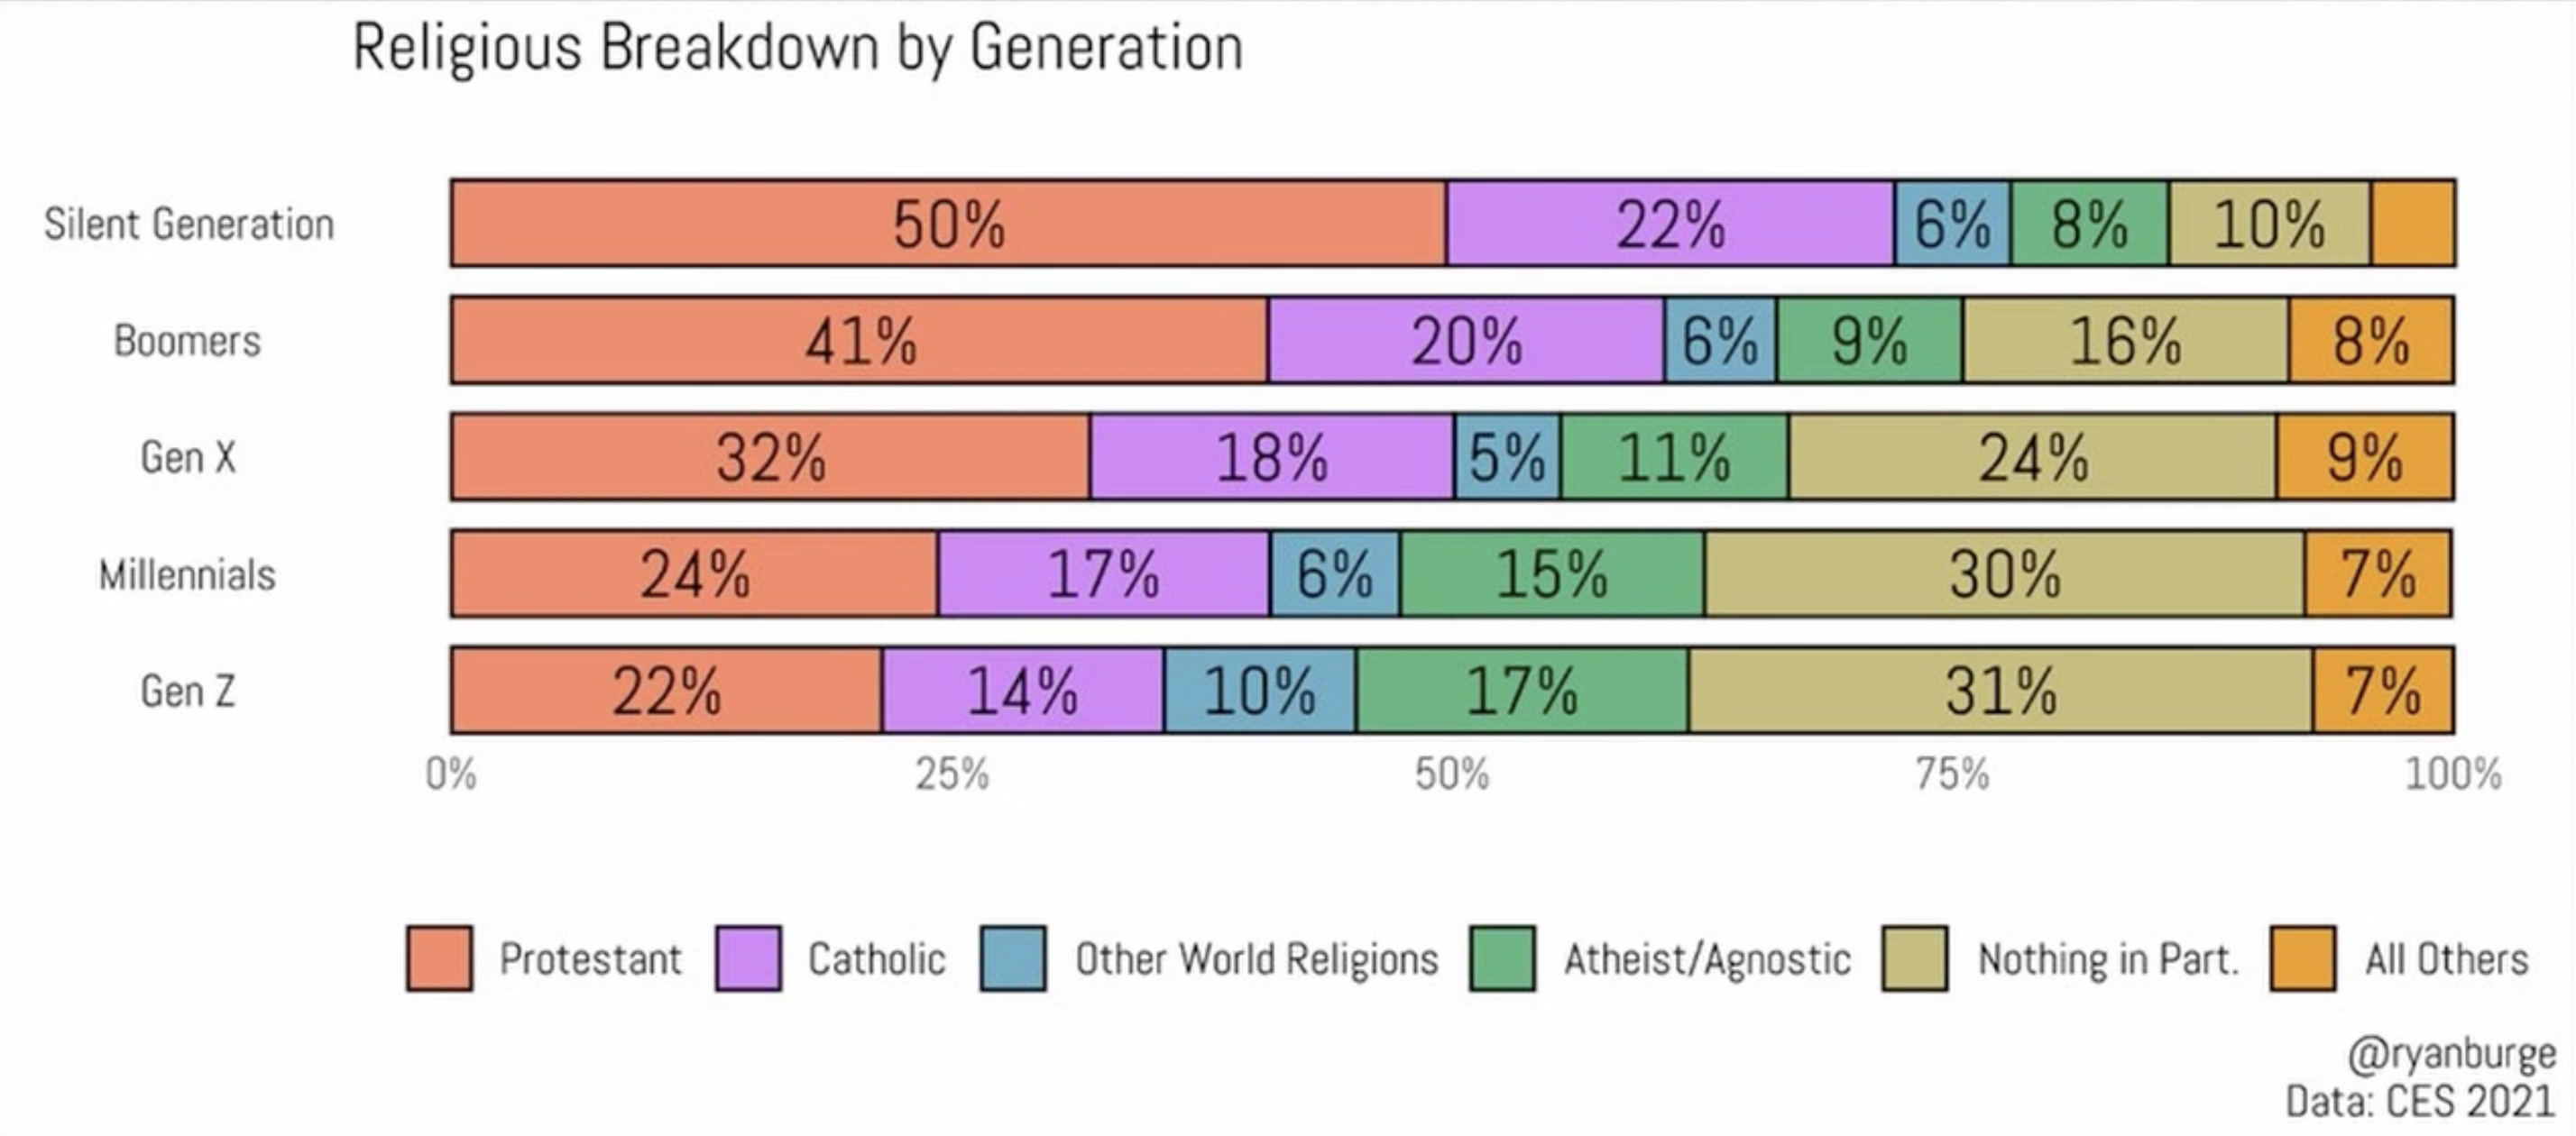 Religious Breakdown by Generation
Silent Generation 50% 22% 6% 8% 10%
Boomers 41% 20% 6% 9% 16% 8%
Gen X 32% 18% 5% 11% 24% 9%
Millennials 24% 17% 6% 15% 30% 7%
Gen Z 22% 14% 10% 17% 31% 7%
0% 25% 50% 75% 100%
Protestant Catholic Other World Religions Atheist/Agnostic Nothing in Part. All Others
@ryanburge
Data: CES 2021